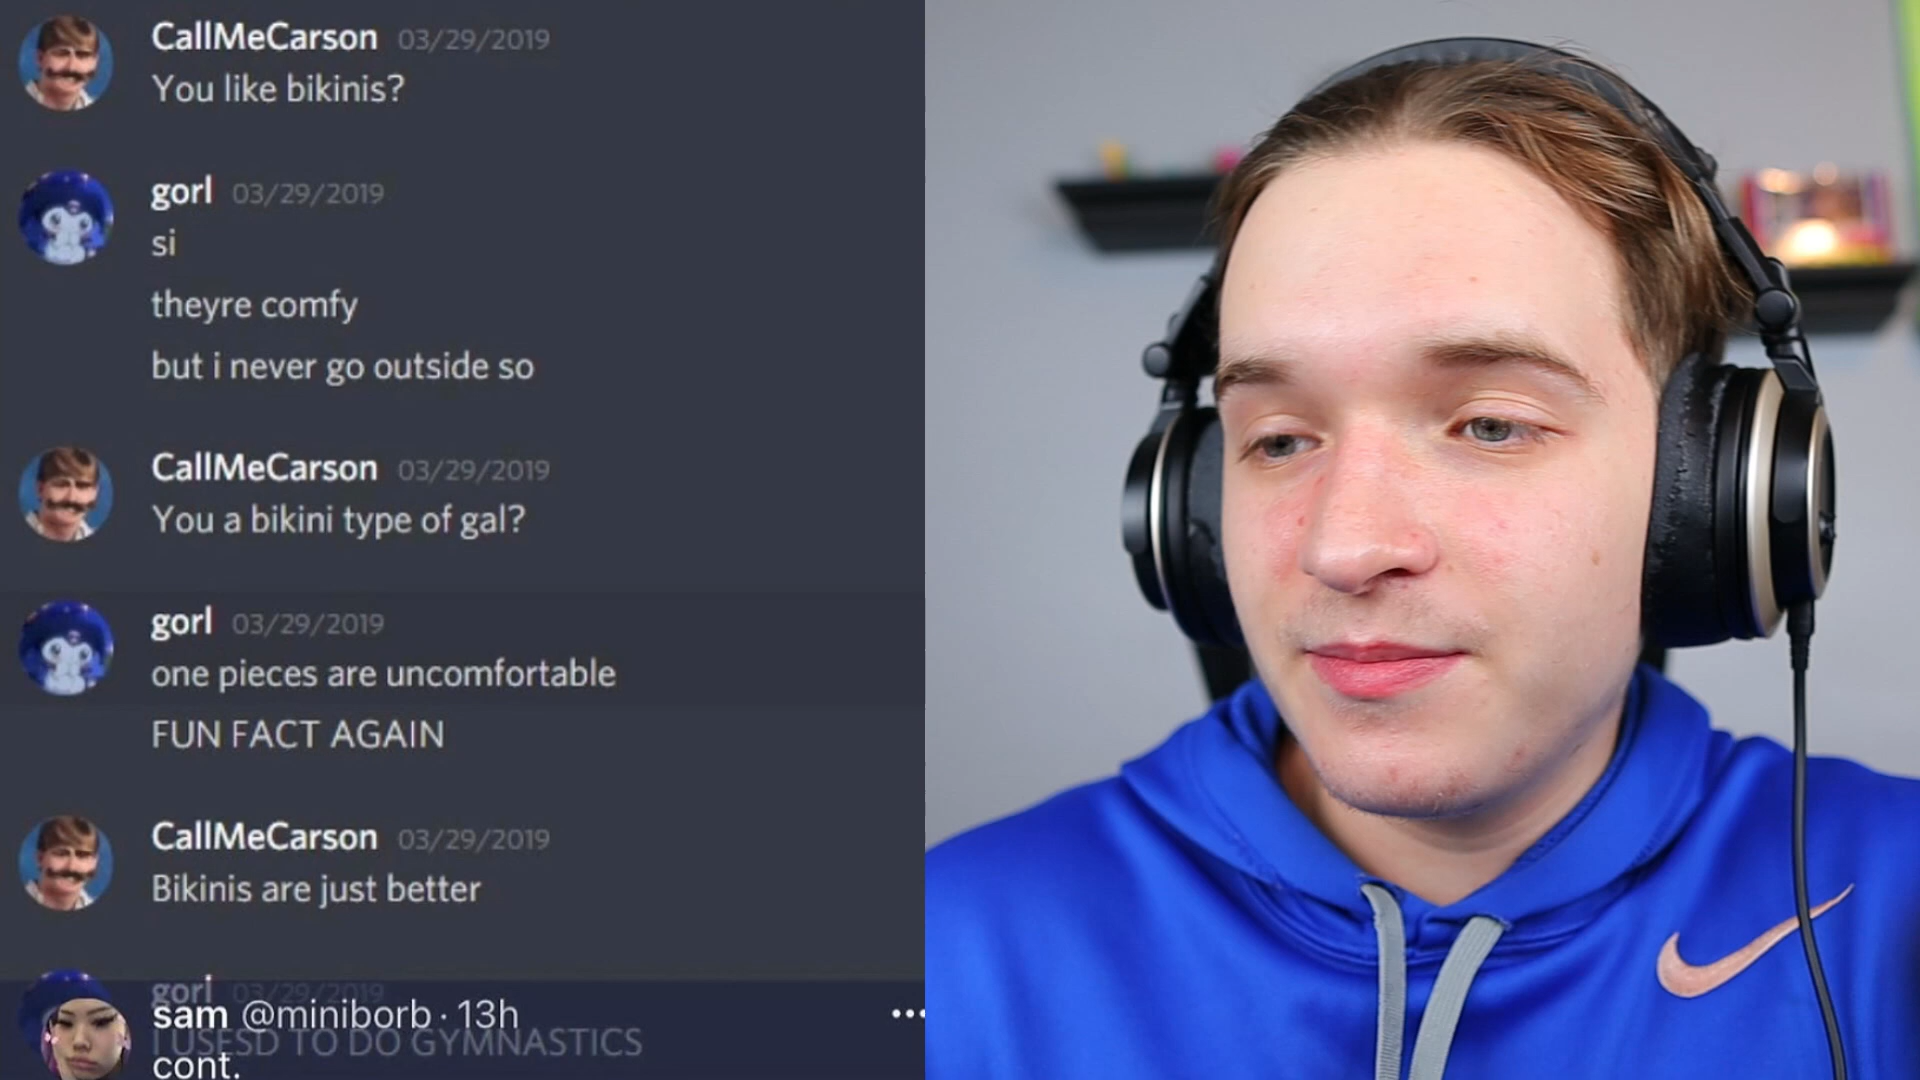 CallMeCarson 03/29/2019
You like bikinis?
gorl 03/29/2019
si
theyre comfy
but i never go outside so
CallMeCarson 03/29/2019
You a bikini type of gal?
gorl 03/29/2019
one pieces are uncomfortable
FUN FACT AGAIN
CallMeCarson 03/29/2019
Bikinis are just better
gorl 03/29/2019
sam @miniborb · 13h
I USESD TO DO GYMNASTICS
cont.